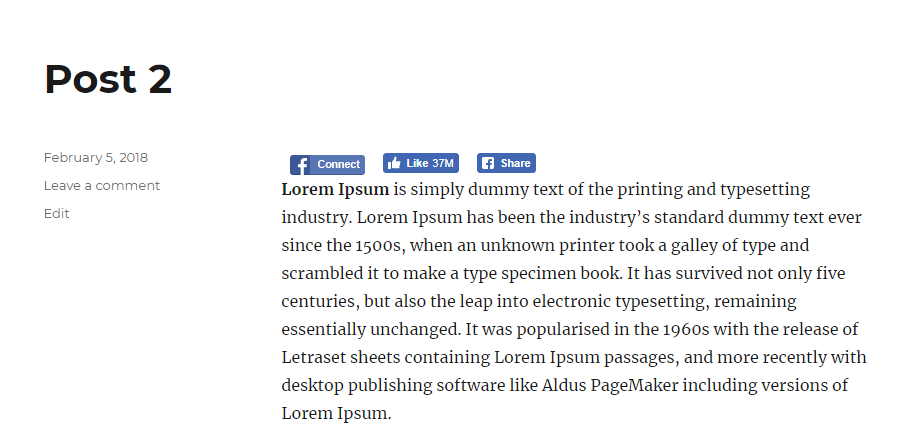 Post 2
February 5, 2018
Leave a comment
Edit
Connect Like 37M Share
Lorem Ipsum is simply dummy text of the printing and typesetting
industry. Lorem Ipsum has been the industry’s standard dummy text ever
since the 1500s, when an unknown printer took a galley of type and
scrambled it to make a type specimen book. It has survived not only five
centuries, but also the leap into electronic typesetting, remaining
essentially unchanged. It was popularised in the 1960s with the release of
Letraset sheets containing Lorem Ipsum passages, and more recently with
desktop publishing software like Aldus PageMaker including versions of
Lorem Ipsum.